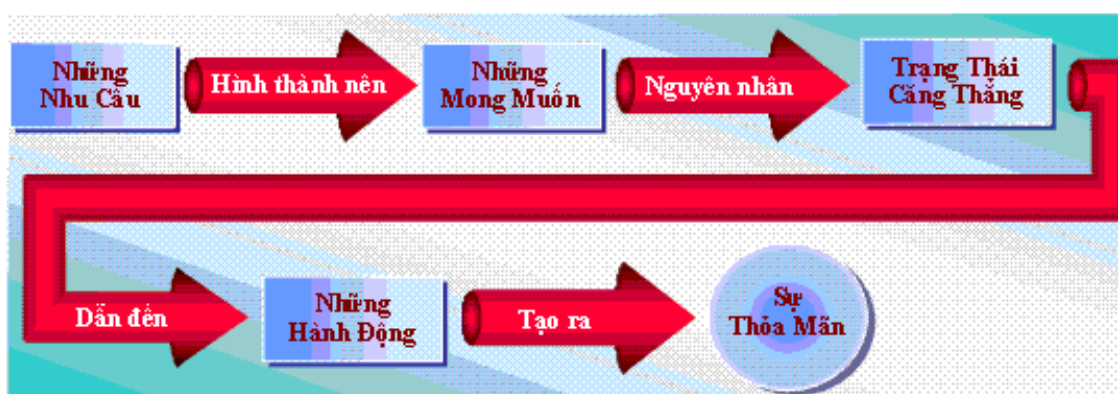 Những
Nhu Cầu
Hình thành nên
Những
Mong Muốn
Nguyên nhân
Trạng Thái
Căng Thẳng
Dẫn đến
Những
Hành Động
Tạo ra
Sự
Thỏa Mãn